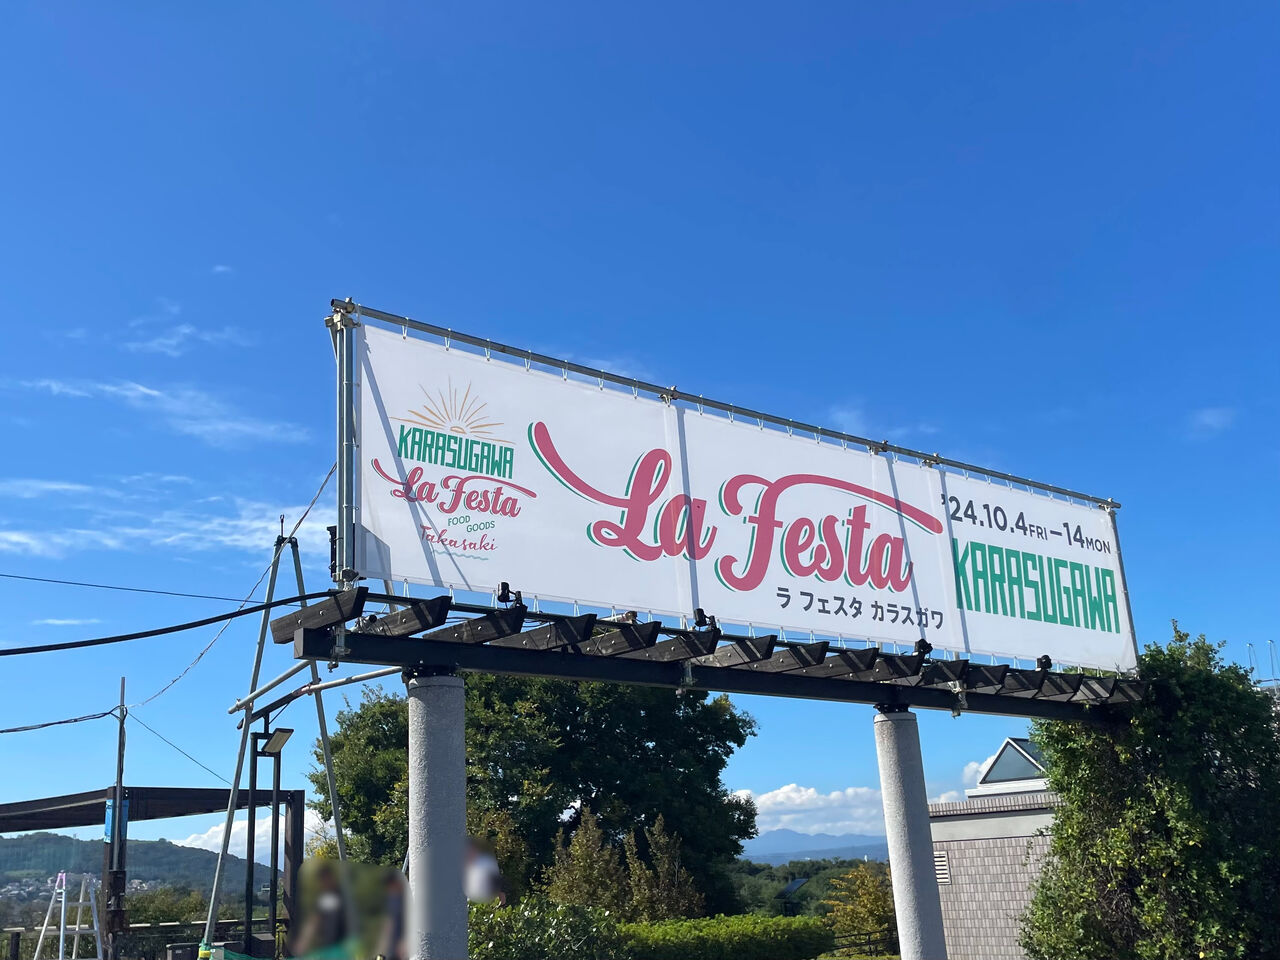 KARASUGAWA
La Festa
FOOD
GOODS
Takasaki
La Festa
ラ フェスタ カラスガワ
'24.10.4FRI–14MON
KARASUGAWA